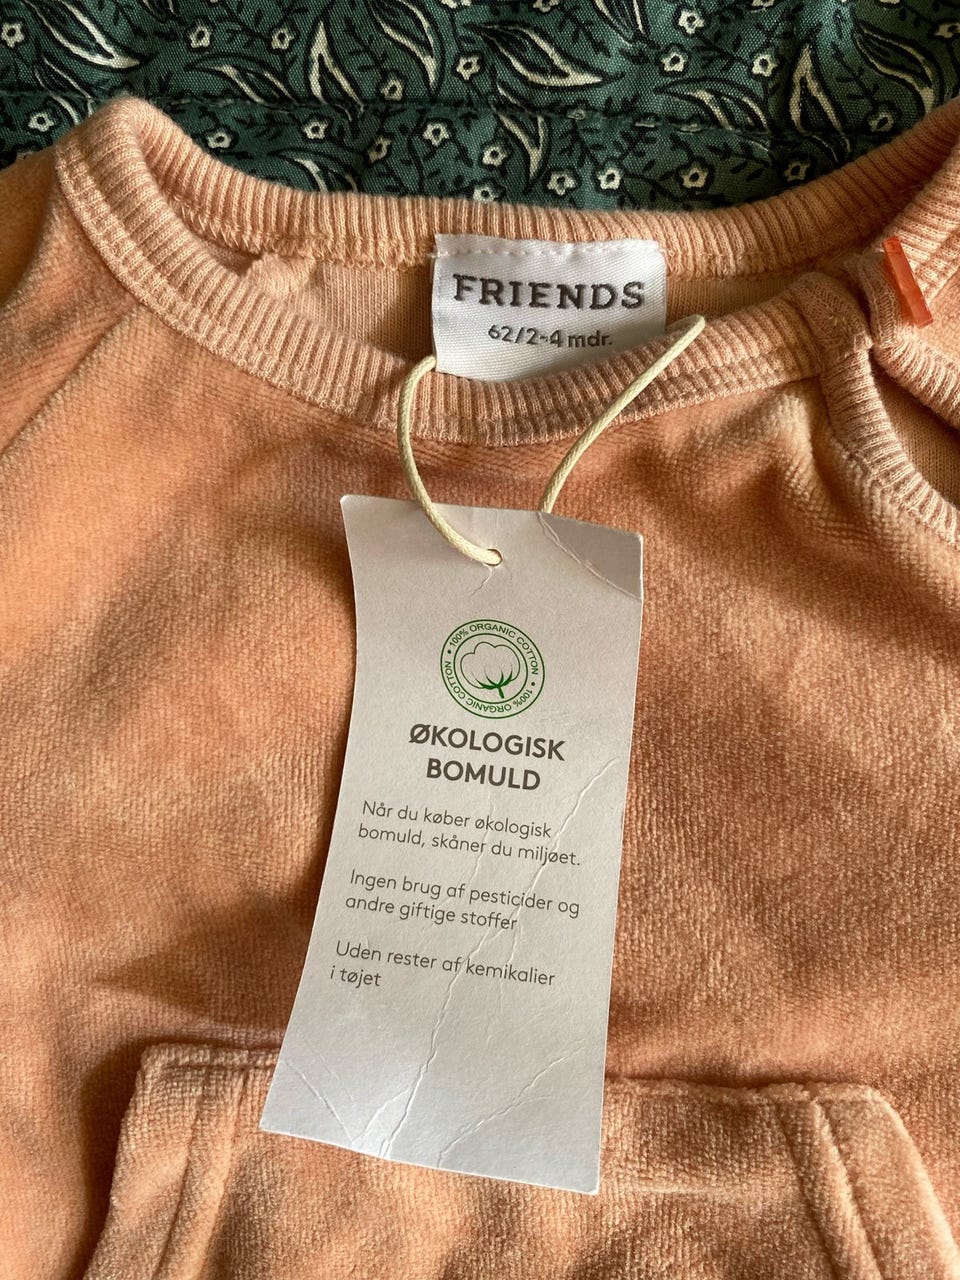 FRIENDS
62/2-4 mdr.
100% ORGANIC COTTON • 100% ORGANIC COTTON •
ØKOLOGISK
BOMULD
Når du køber økologisk
bomuld, skåner du miljøet.
Ingen brug af pesticider og
andre giftige stoffer
Uden rester af kemikalier
i tøjet